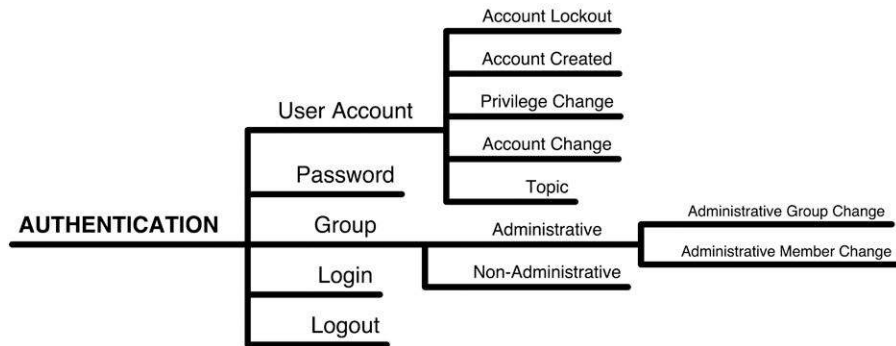 Account Lockout
Account Created
User Account
Privilege Change
Account Change
Password
Topic
AUTHENTICATION
Group
Administrative
Administrative Group Change
Administrative Member Change
Login
Non-Administrative
Logout